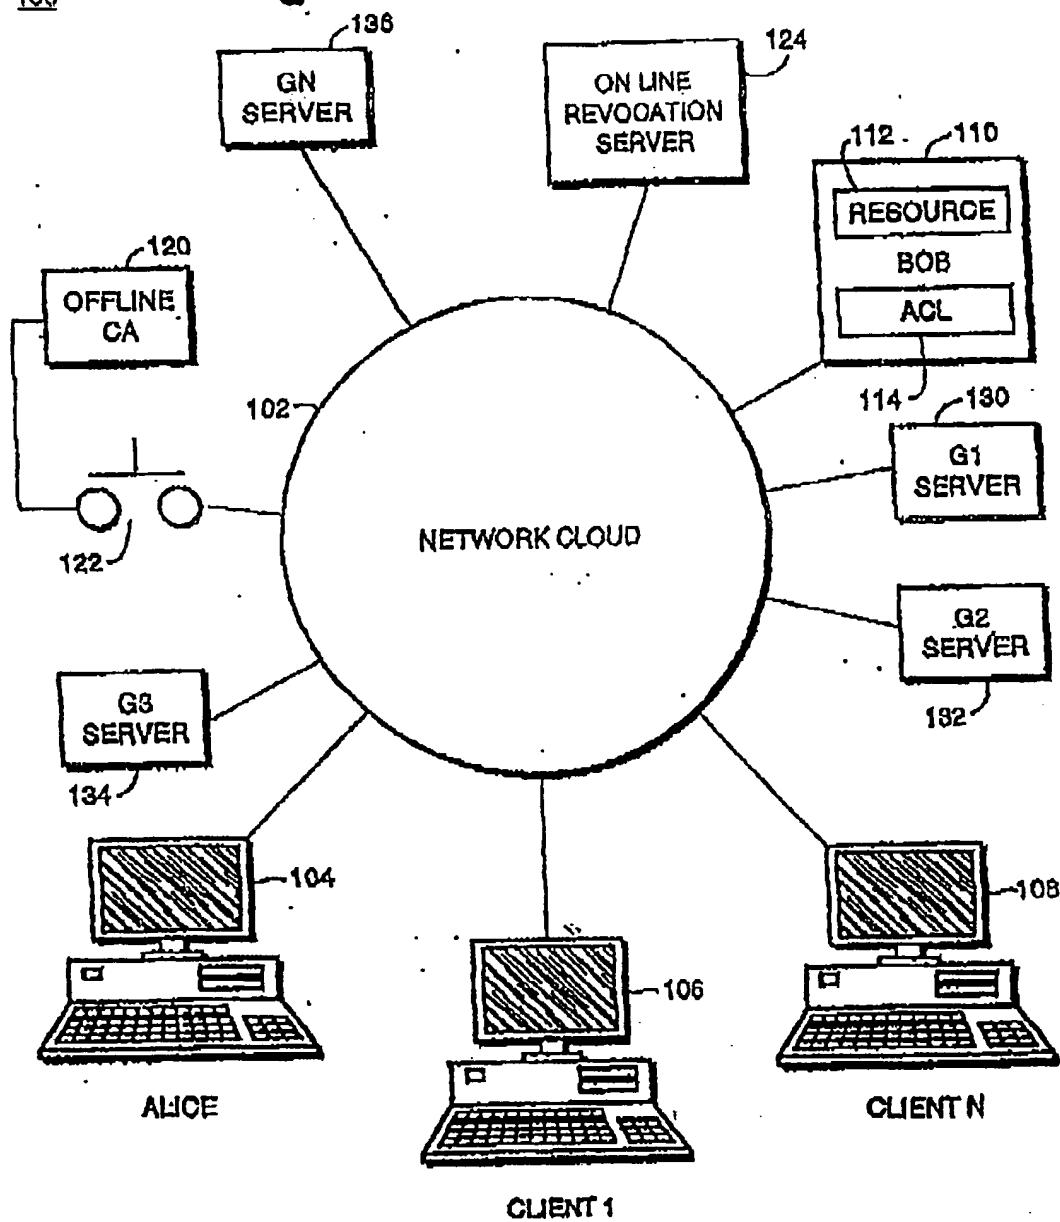 100
136
GN
SERVER
124
ON LINE
REVOCATION
SERVER
112
110
RESOURCE
BOB
ACL
114
120
OFFLINE
CA
102
130
G1
SERVER
NETWORK CLOUD
122
G2
SERVER
132
G3
SERVER
134
104
108
106
ALICE
CLIENT N
CLIENT 1